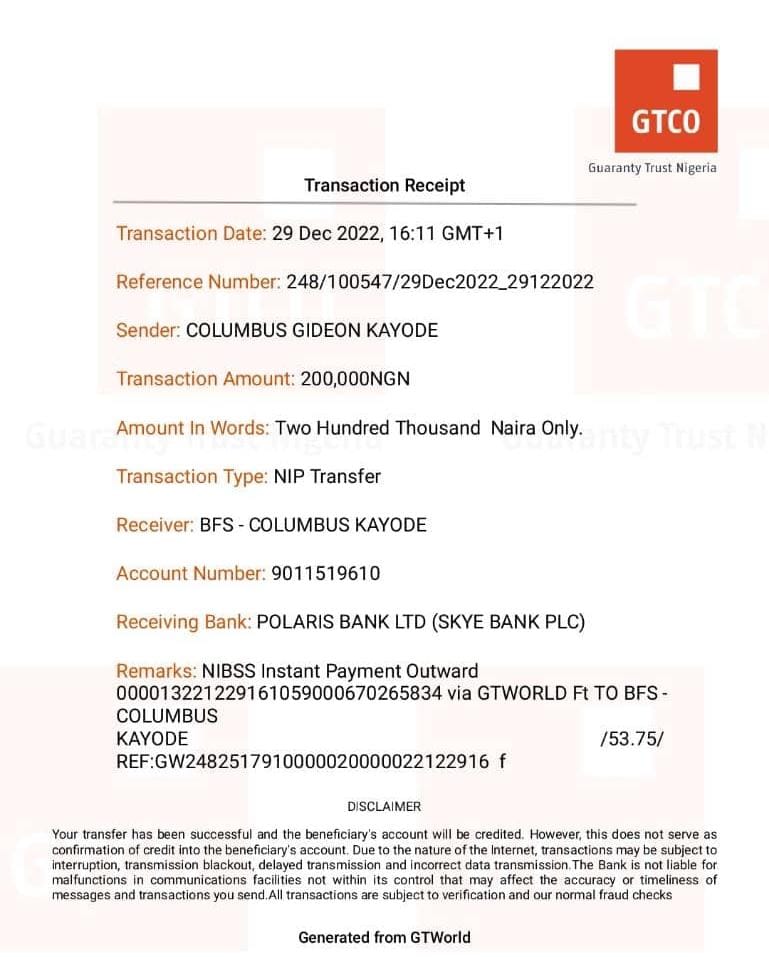 GTCO
Guaranty Trust Nigeria
Transaction Receipt
Transaction Date: 29 Dec 2022, 16:11 GMT+1
Reference Number: 248/100547/29Dec2022_29122022
Sender: COLUMBUS GIDEON KAYODE
Transaction Amount: 200,000NGN
Amount In Words: Two Hundred Thousand  Naira Only.
Transaction Type: NIP Transfer
Receiver: BFS - COLUMBUS KAYODE
Account Number: 9011519610
Receiving Bank: POLARIS BANK LTD (SKYE BANK PLC)
Remarks: NIBSS Instant Payment Outward
000013221229161059000670265834 via GTWORLD Ft TO BFS -
COLUMBUS
KAYODE /53.75/
REF:GW2482517910000020000022122916  f
DISCLAIMER
Your transfer has been successful and the beneficiary's account will be credited. However, this does not serve as
confirmation of credit into the beneficiary's account. Due to the nature of the Internet, transactions may be subject to
interruption, transmission blackout, delayed transmission and incorrect data transmission.The Bank is not liable for
malfunctions in communications facilities not within its control that may affect the accuracy or timeliness of
messages and transactions you send.All transactions are subject to verification and our normal fraud checks
Generated from GTWorld